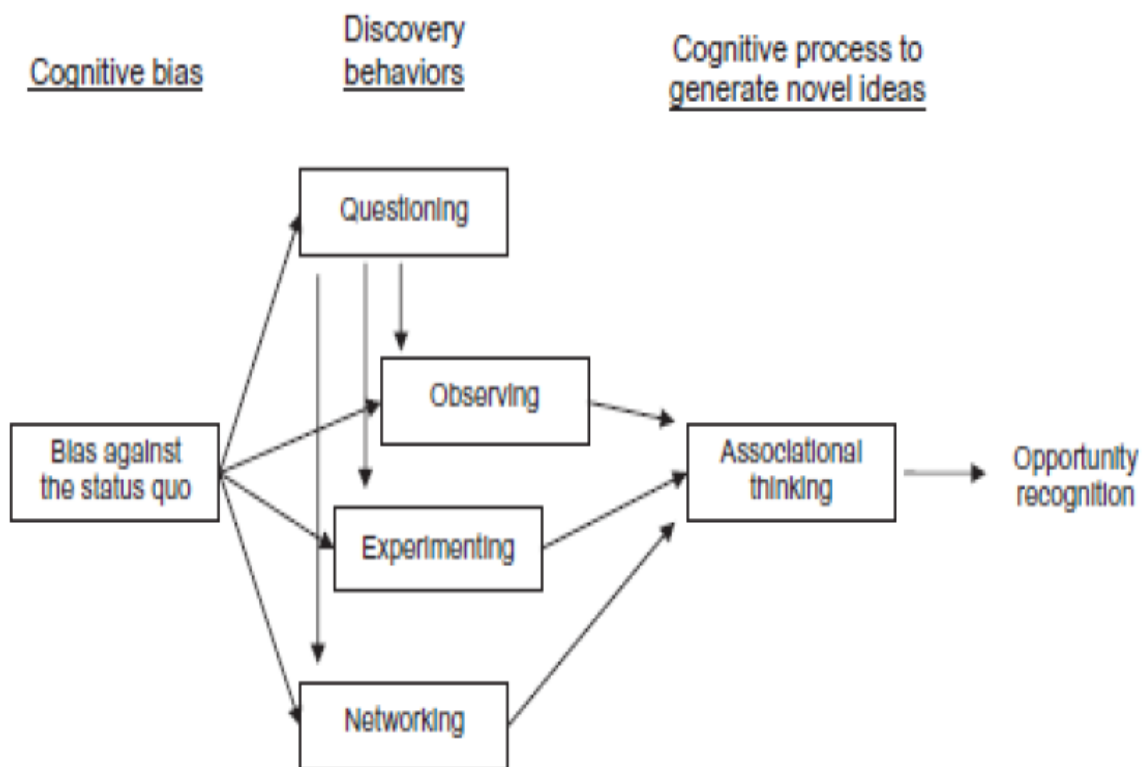 Cognitive bias
Discovery
behaviors
Cognitive process to
generate novel ideas
Questioning
Observing
Bias against
the status quo
Associational
thinking
Opportunity
recognition
Experimenting
Networking